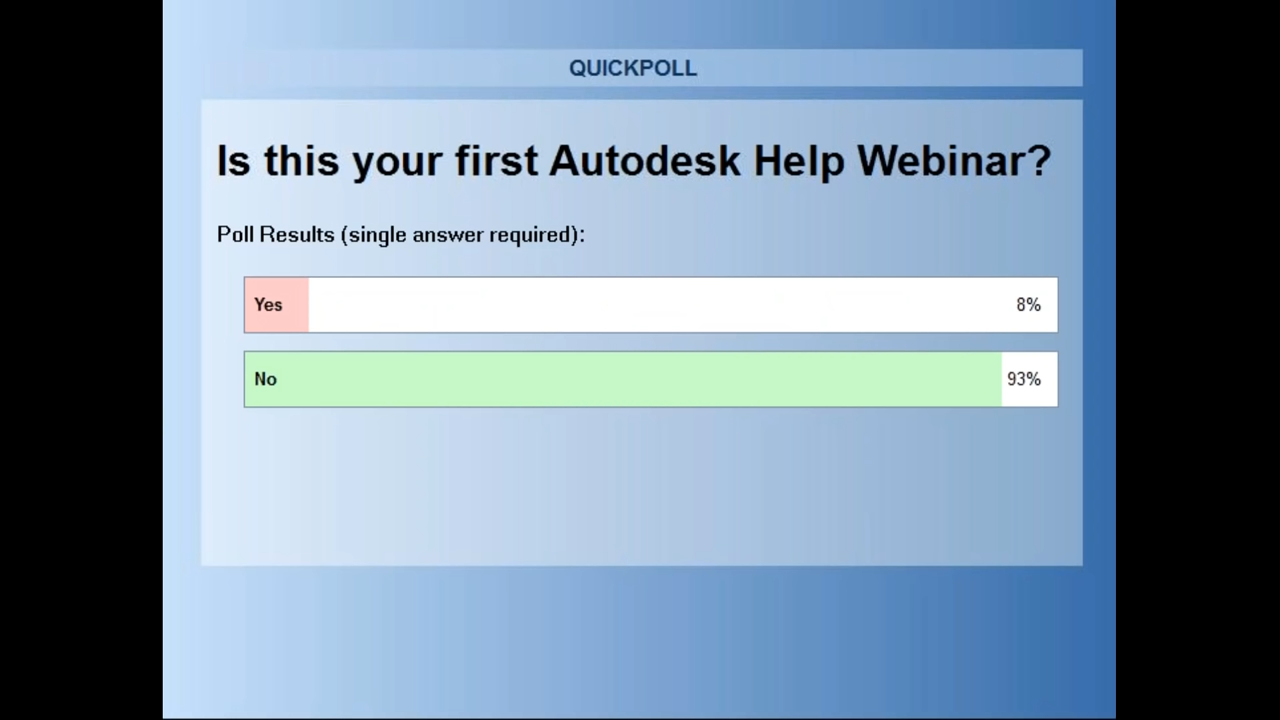 QUICKPOLL
Is this your first Autodesk Help Webinar?
Poll Results (single answer required):
Yes 8%
No 93%